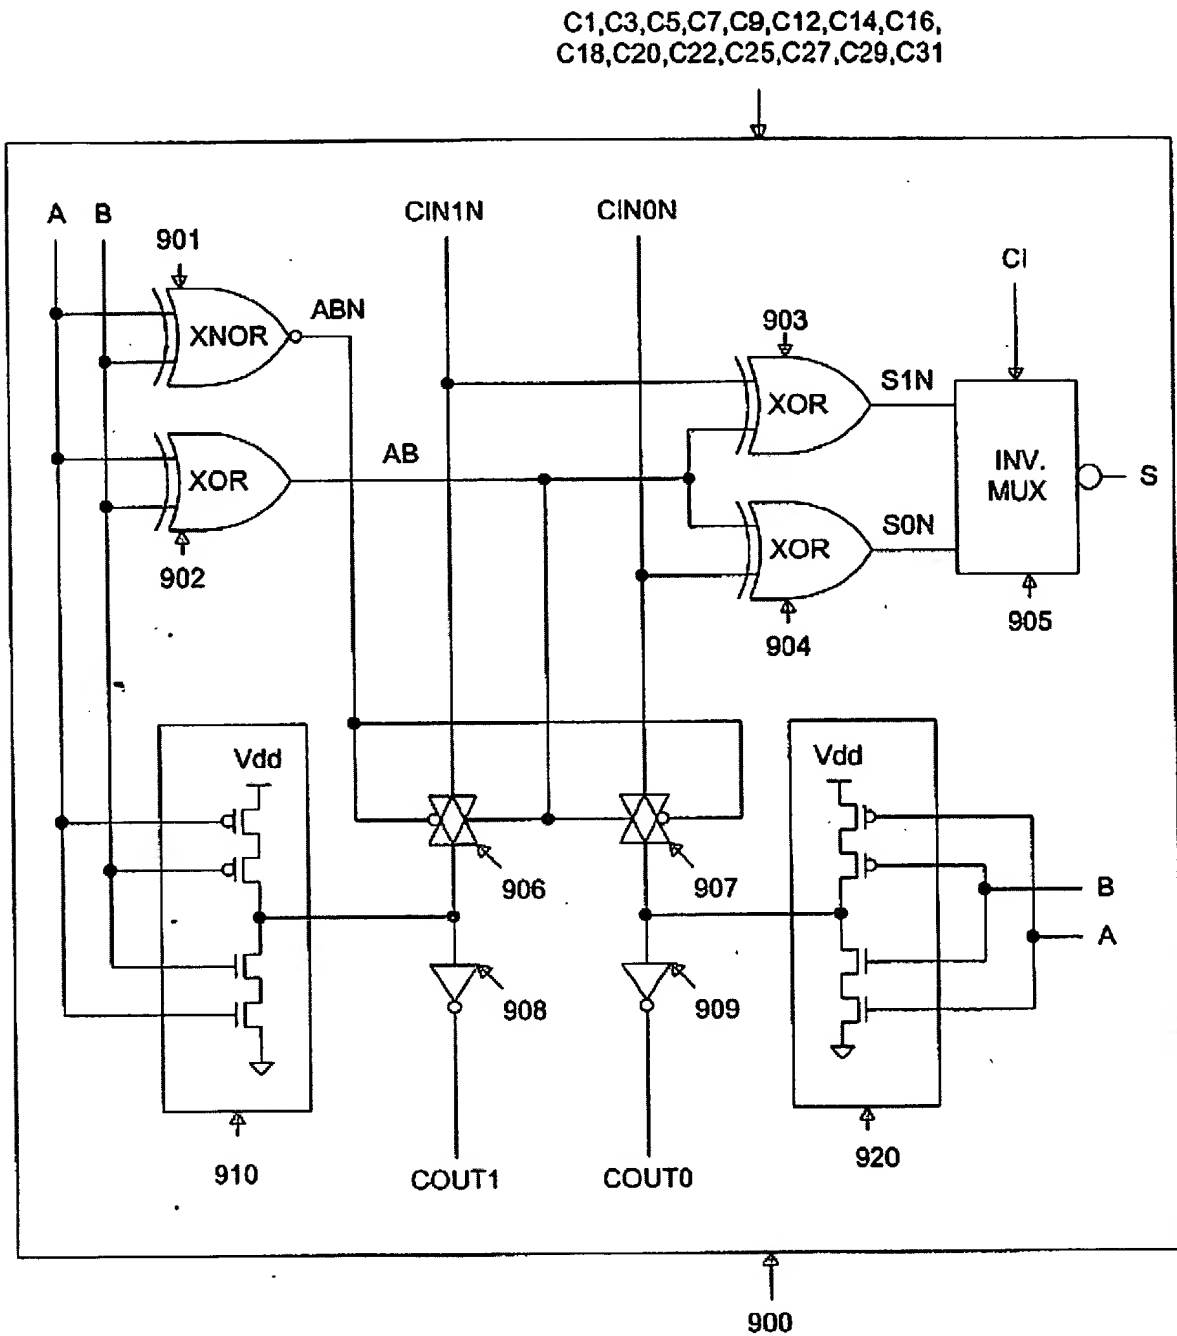 C1,C3,C5,C7,C9,C12,C14,C16,
C18,C20,C22,C25,C27,C29,C31
A B CIN1N CIN0N
901
CI
ABN
903
XNOR
S1N
XOR
AB
XOR
INV.
MUX
S
S0N
XOR
902
905
904
Vdd
Vdd
906
907
B
A
908
909
910
COUT1
COUT0
920
900